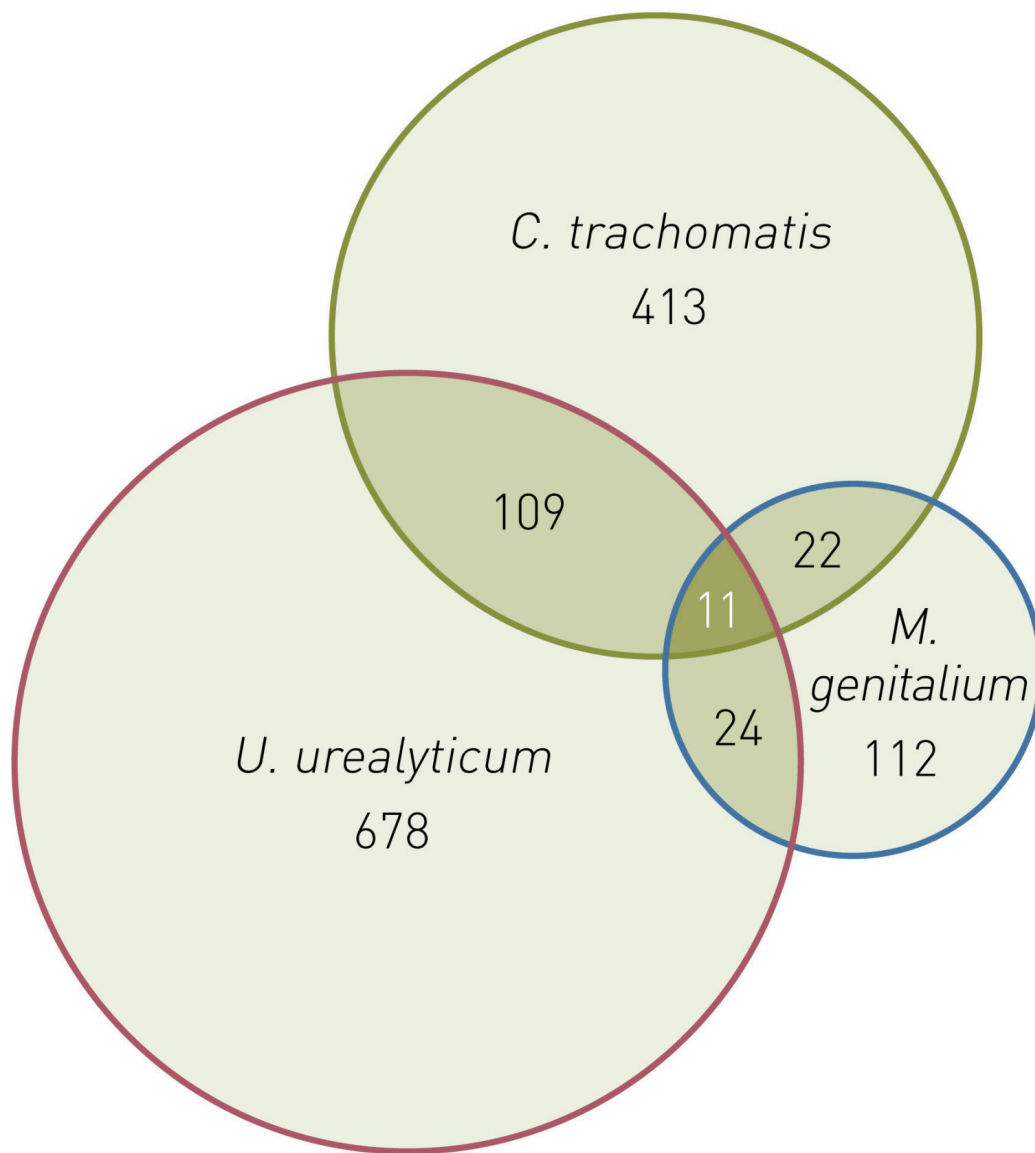 C. trachomatis
413
109
22
11
M.
genitalium
112
24
U. urealyticum
678